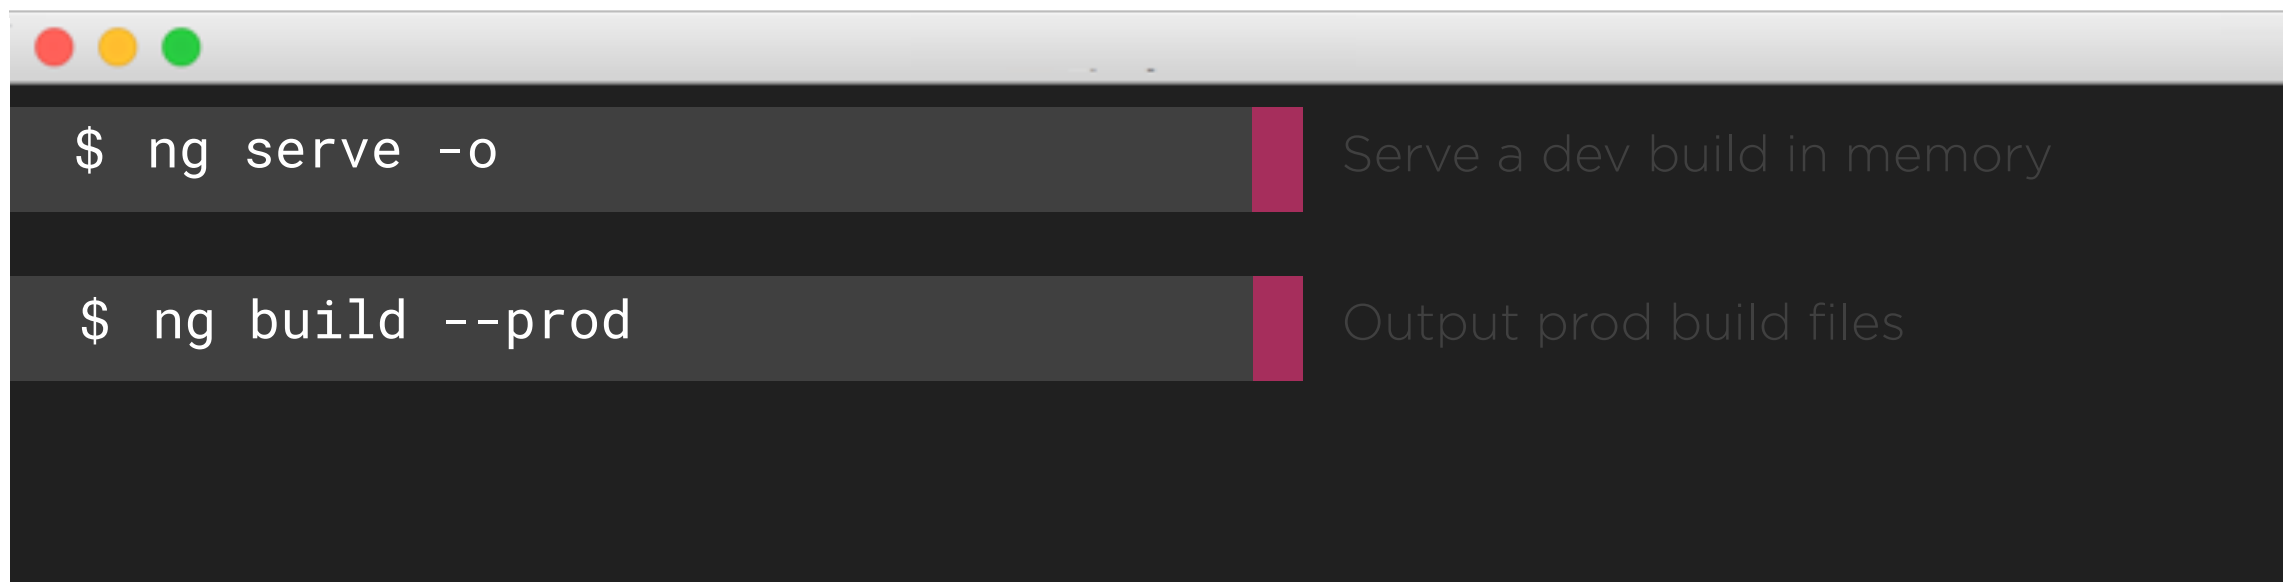 $ ng serve -o
Serve a dev build in memory
$ ng build --prod
Output prod build files